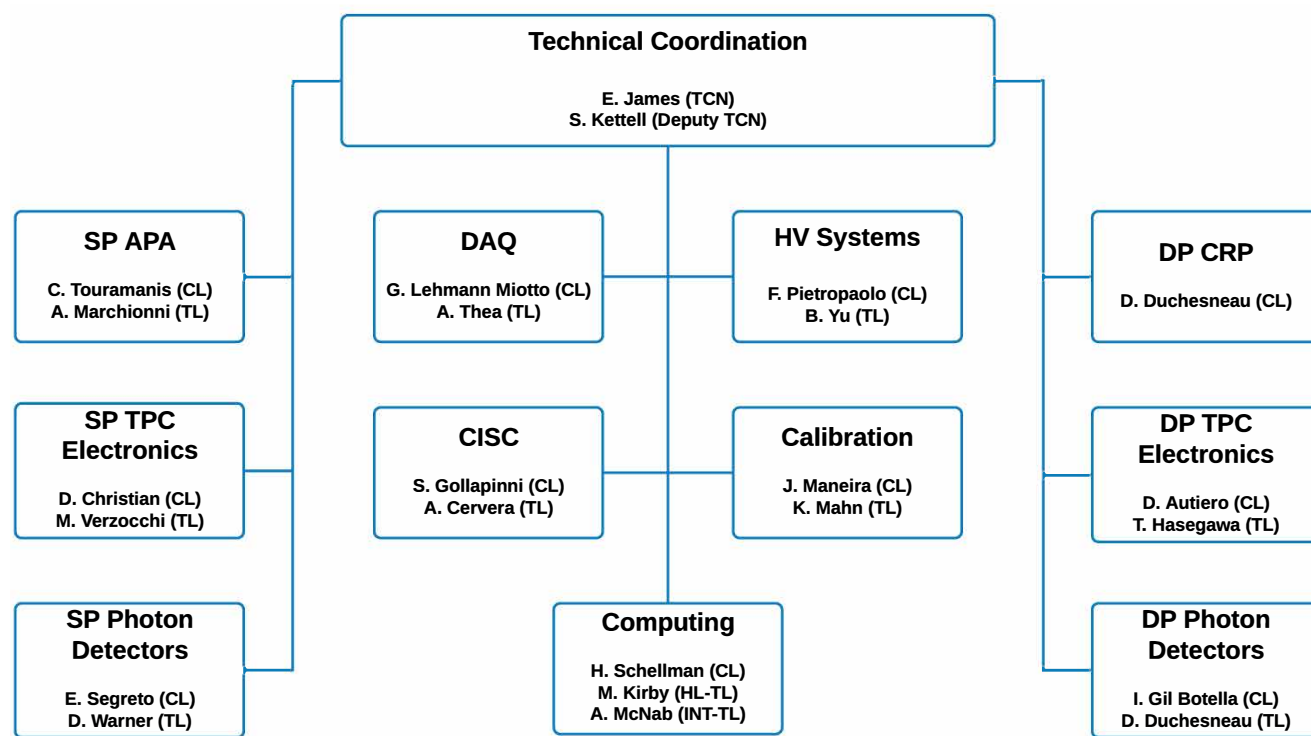 Technical Coordination
E. James (TCN)
S. Kettell (Deputy TCN)
SP APA
C. Touramanis (CL)
A. Marchionni (TL)
DAQ
G. Lehmann Miotto (CL)
A. Thea (TL)
HV Systems
F. Pietropaolo (CL)
B. Yu (TL)
DP CRP
D. Duchesneau (CL)
SP TPC
Electronics
D. Christian (CL)
M. Verzocchi (TL)
CISC
S. Gollapinni (CL)
A. Cervera (TL)
Calibration
J. Maneira (CL)
K. Mahn (TL)
DP TPC
Electronics
D. Autiero (CL)
T. Hasegawa (TL)
SP Photon
Detectors
E. Segreto (CL)
D. Warner (TL)
Computing
H. Schellman (CL)
M. Kirby (HL-TL)
A. McNab (INT-TL)
DP Photon
Detectors
I. Gil Botella (CL)
D. Duchesneau (TL)